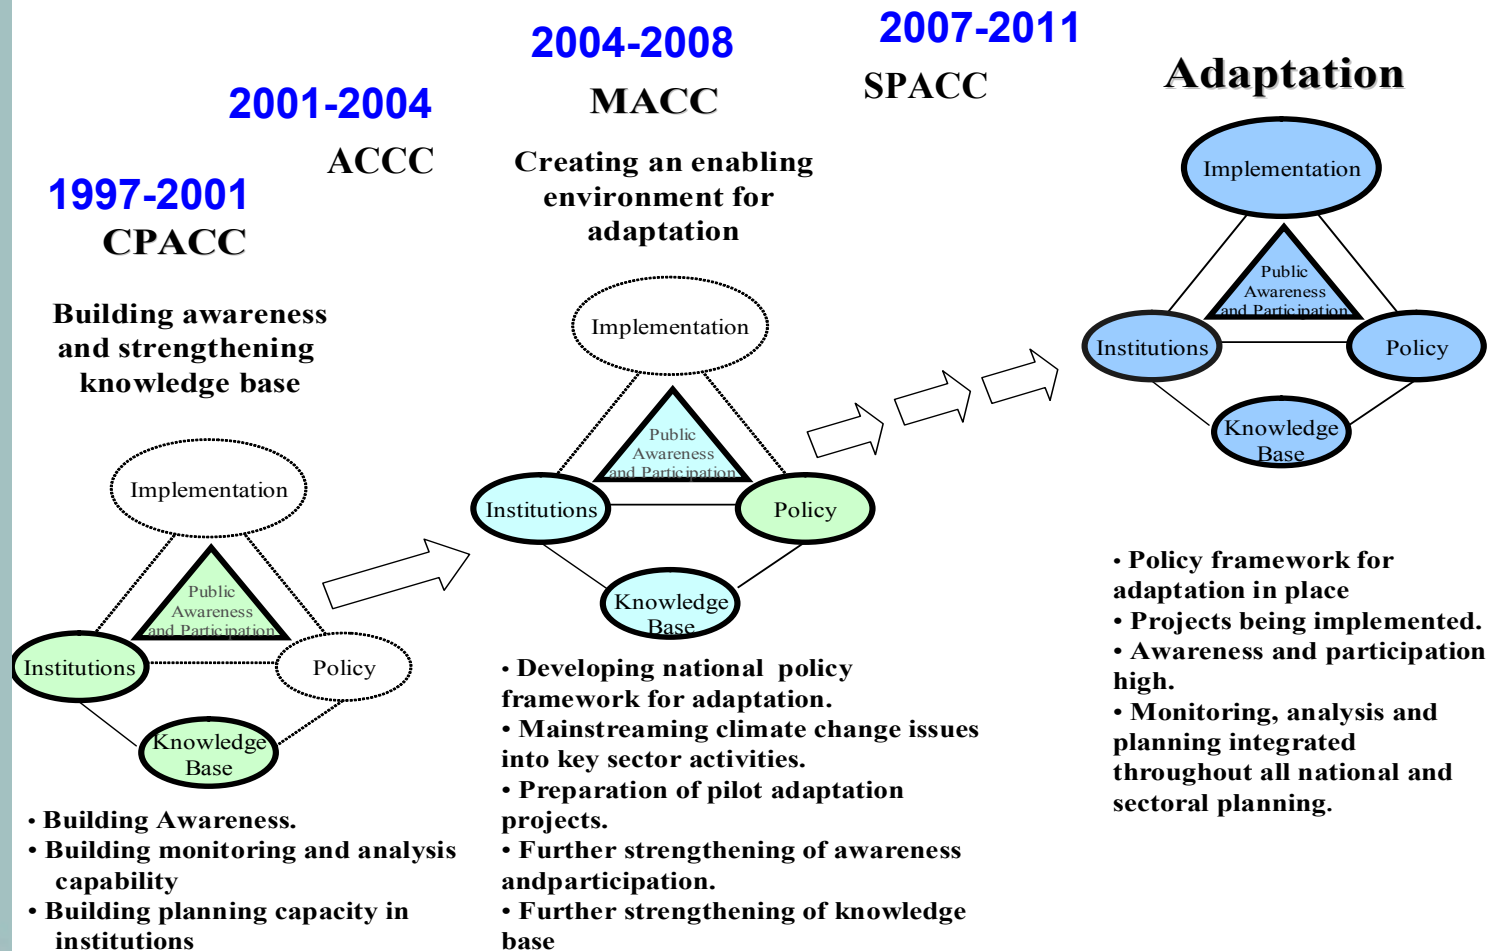 1997-2001
CPACC
Building awareness
and strengthening
knowledge base
Implementation
Public
Awareness
and Participation
Institutions
Policy
Knowledge
Base
• Building Awareness.
• Building monitoring and analysis
capability
• Building planning capacity in
institutions
2001-2004
ACCC
2004-2008
MACC
Creating an enabling
environment for
adaptation
Implementation
Public
Awareness
and Participation
Institutions
Policy
Knowledge
Base
• Developing national policy
framework for adaptation.
• Mainstreaming climate change issues
into key sector activities.
• Preparation of pilot adaptation
projects.
• Further strengthening of awareness
andparticipation.
• Further strengthening of knowledge
base
2007-2011
SPACC
Adaptation
Implementation
Public
Awareness
and Participation
Institutions
Policy
Knowledge
Base
• Policy framework for
adaptation in place
• Projects being implemented.
• Awareness and participation
high.
• Monitoring, analysis and
planning integrated
throughout all national and
sectoral planning.